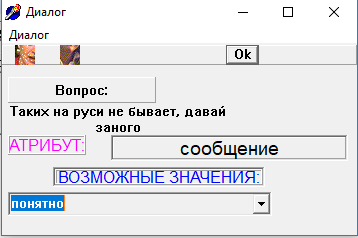 Диалог
Диалог
Ok
Вопрос:
Таких на руси не бывает, давай
заного
АТРИБУТ:
сообщение
ВОЗМОЖНЫЕ ЗНАЧЕНИЯ:
понятно